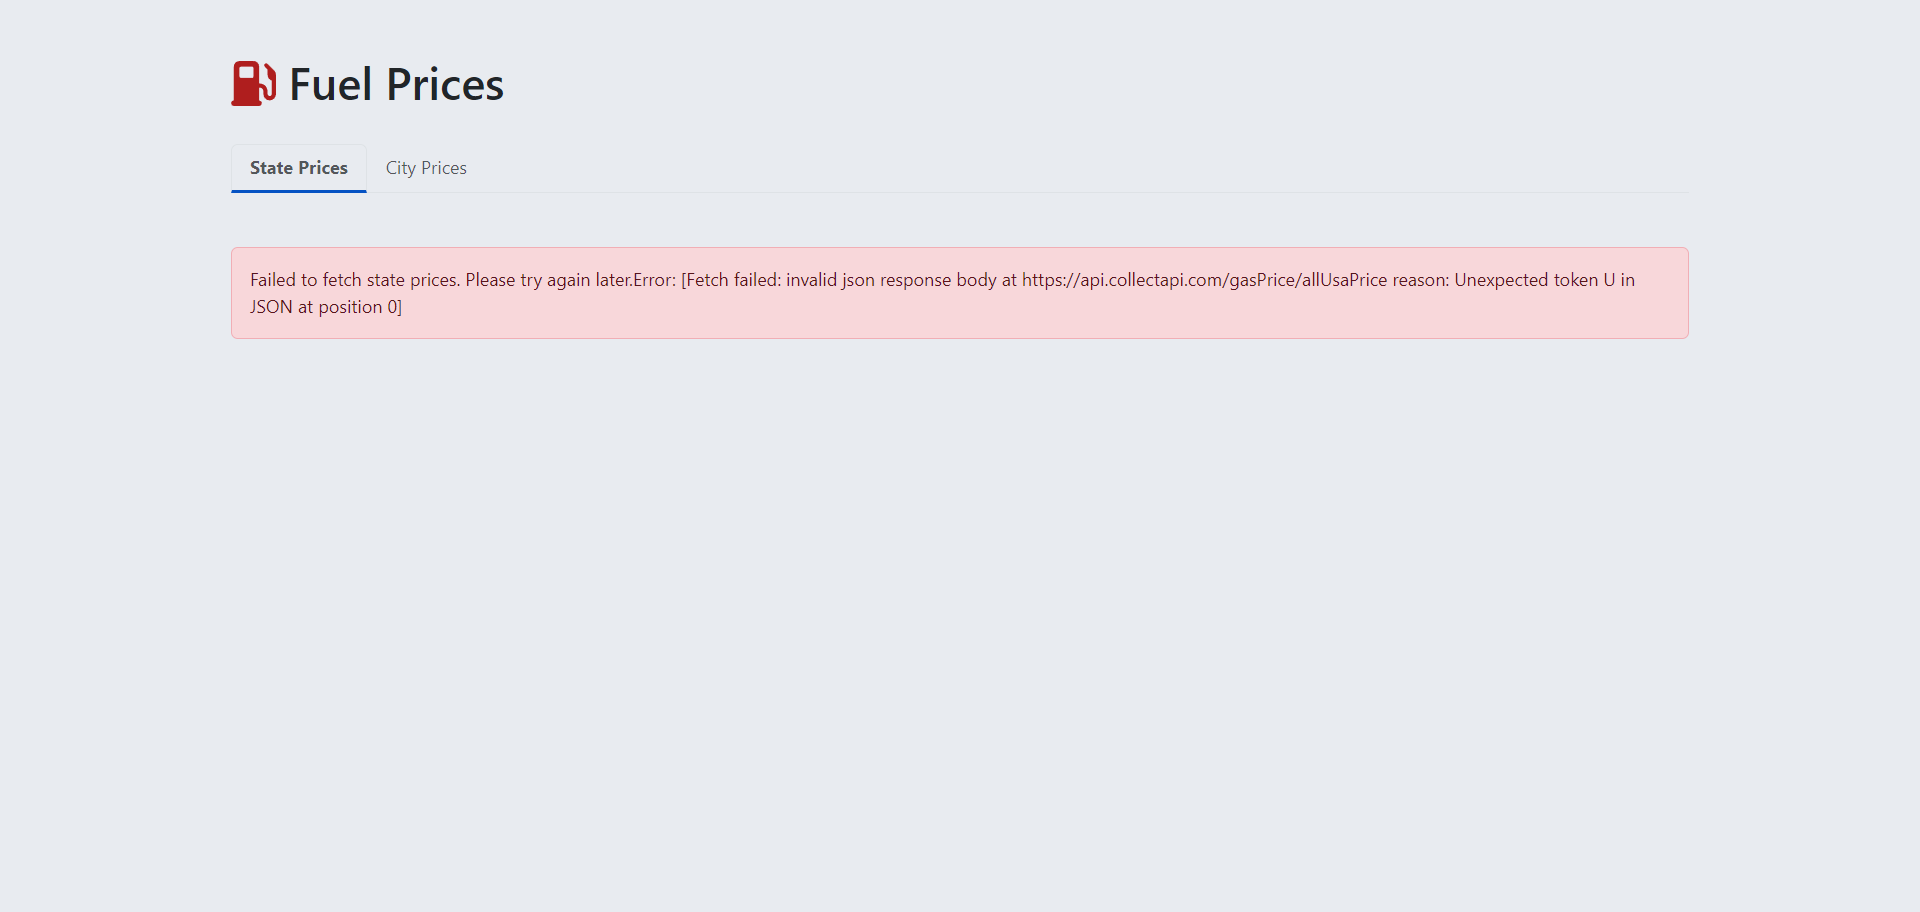 Fuel Prices
State Prices
City Prices
Failed to fetch state prices. Please try again later.Error: [Fetch failed: invalid json response body at https://api.collectapi.com/gasPrice/allUsaPrice reason: Unexpected token U in
JSON at position 0]